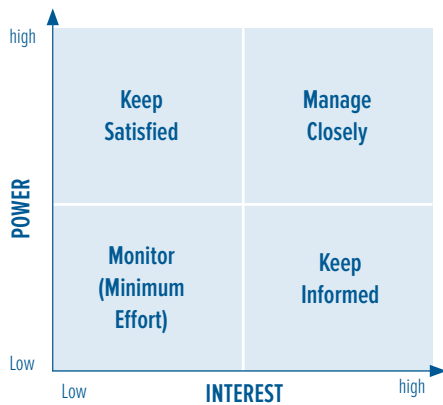 high
Keep
Satisfied
Manage
Closely
POWER
Monitor
(Minimum
Effort)
Keep
Informed
Low
Low
INTEREST
high